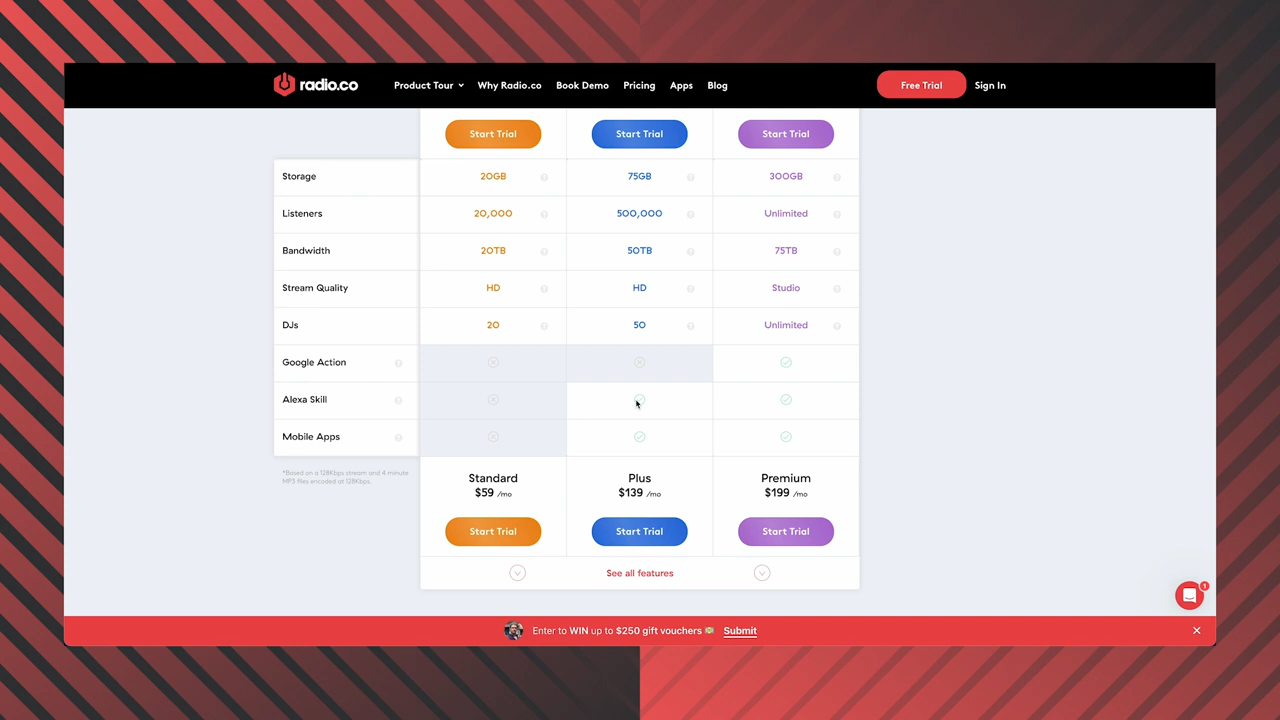 radio.co Product Tour Why Radio.co Book Demo Pricing Apps Blog Free Trial Sign In
Start Trial Start Trial Start Trial
Storage 20GB 75GB 300GB
Listeners 20,000 500,000 Unlimited
Bandwidth 20TB 50TB 75TB
Stream Quality HD HD Studio
DJs 20 50 Unlimited
Google Action
Alexa Skill
Mobile Apps
*Based on a 128Kbps stream and 4 minute
MP3 files encoded at 128Kbps.
Standard Plus Premium
$59 /mo $139 /mo $199 /mo
Start Trial Start Trial Start Trial
See all features
1
Enter to WIN up to $250 gift vouchers Submit